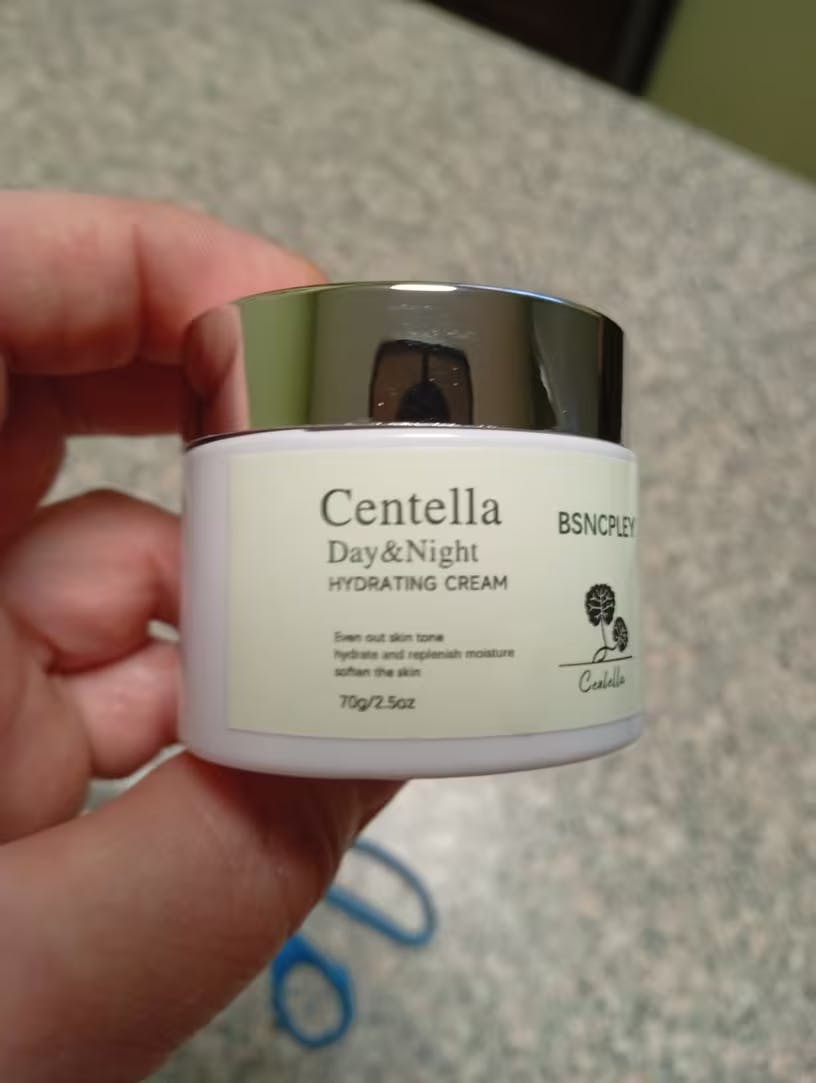 Centella
Day&Night
HYDRATING CREAM
Even out skin tone
hydrate and replenish moisture
soften the skin
70g/2.5oz
BSNCPLEY
Centella